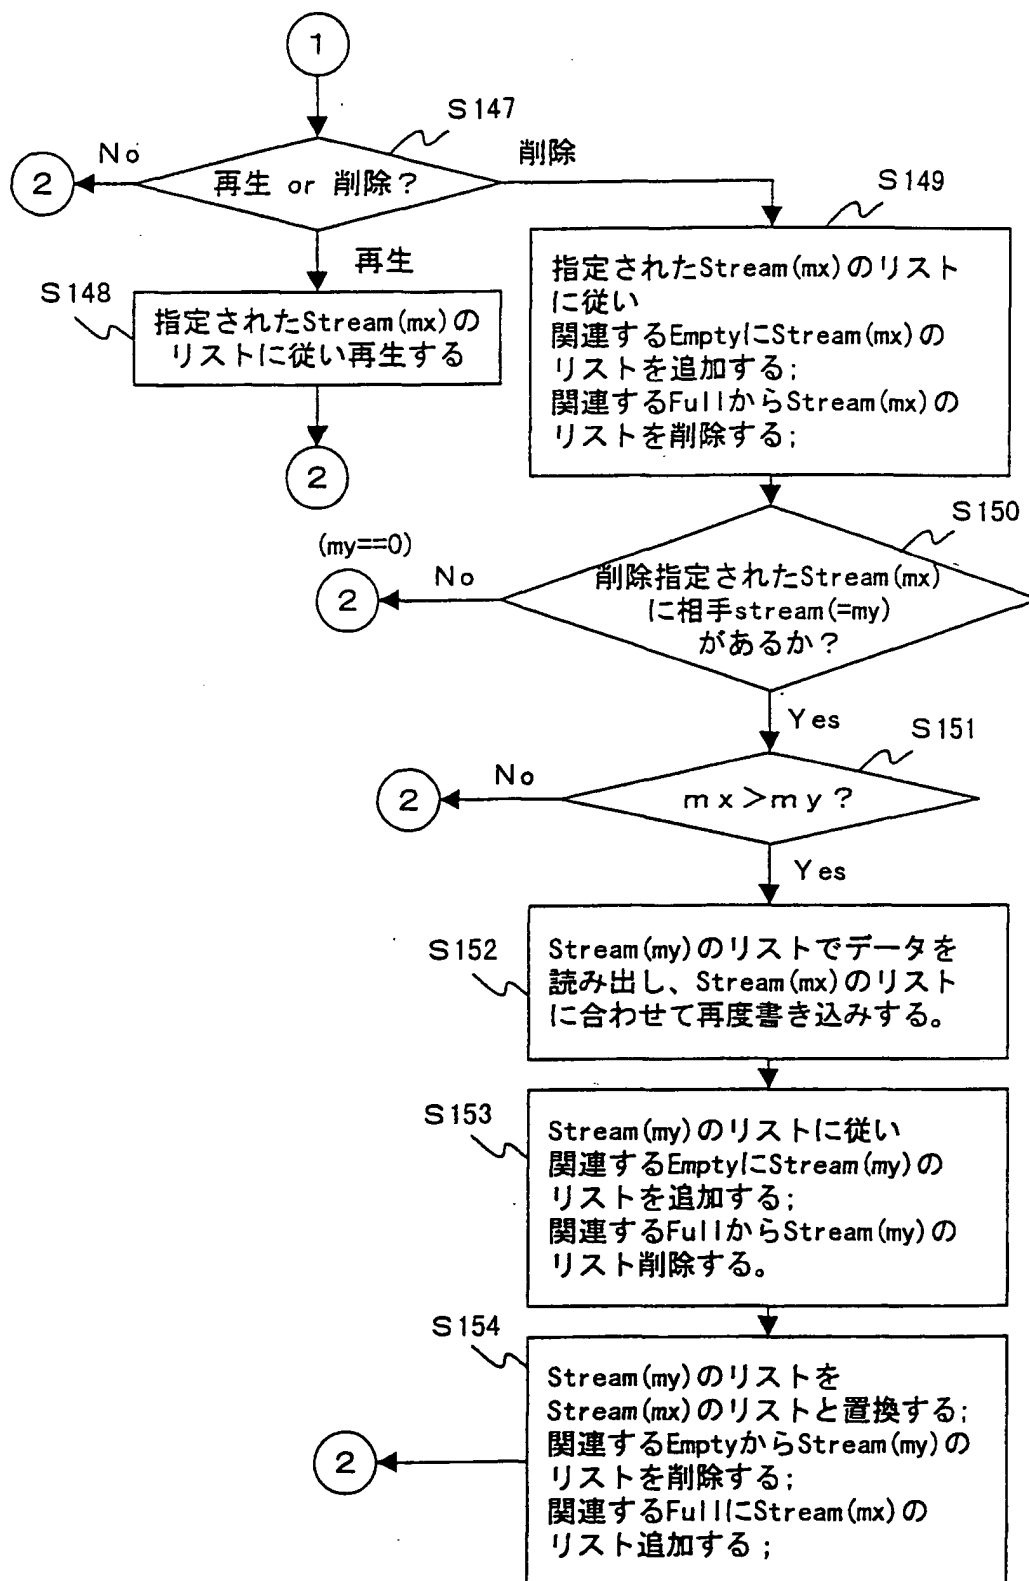 1
S147
No
削除
2
再生 or 削除?
S149
再生
S148
指定されたStream(mx)の
リストに従い再生する
2
指定されたStream(mx)のリスト
に従い
関連するEmptyにStream(mx)の
リストを追加する;
関連するFullからStream(mx)の
リストを削除する;
S150
(my==0)
No
2
削除指定されたStream(mx)
に相手stream(=my)
があるか?
Yes
S151
No
2
mx>my?
Yes
S152
Stream(my)のリストでデータを
読み出し、Stream(mx)のリスト
に合わせて再度書き込みする。
S153
Stream(my)のリストに従い
関連するEmptyにStream(my)の
リストを追加する;
関連するFullからStream(my)の
リスト削除する。
S154
Stream(my)のリストを
Stream(mx)のリストと置換する;
関連するEmptyからStream(my)の
リストを削除する;
関連するFullにStream(mx)の
リスト追加する;
2